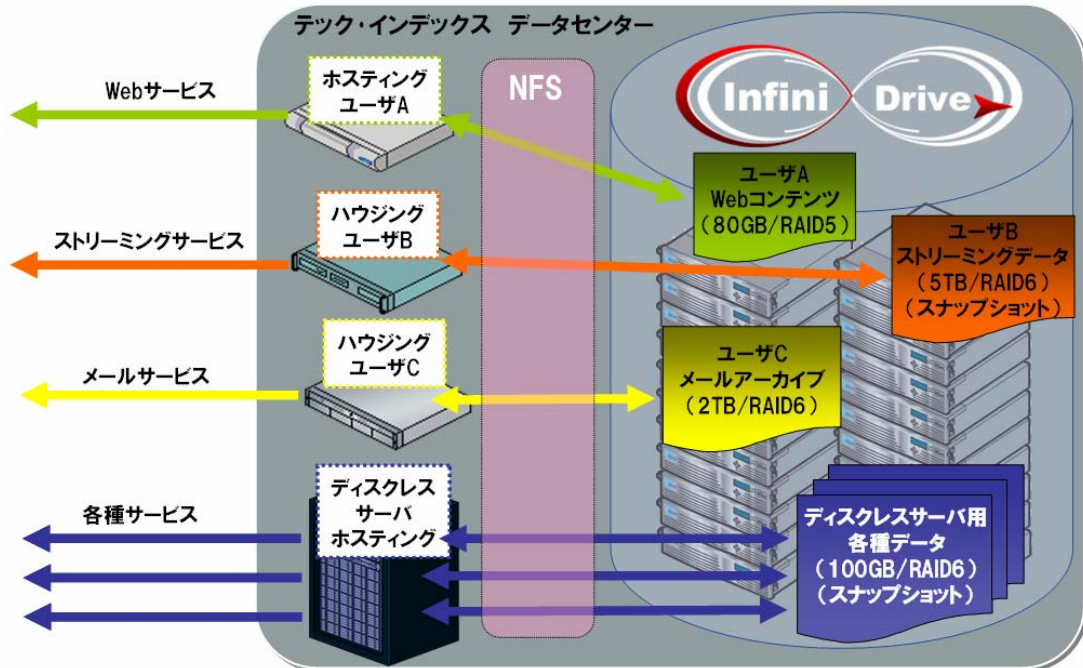 テック・インデックス データセンター
Webサービス
ホスティング
ユーザA
NFS
Infini Drive
ユーザA
Webコンテンツ
(80GB/RAID5)
ストリーミングサービス
ハウジング
ユーザB
ユーザB
ストリーミングデータ
(5TB/RAID6)
(スナップショット)
メールサービス
ハウジング
ユーザC
ユーザC
メールアーカイブ
(2TB/RAID6)
各種サービス
ディスクレス
サーバ
ホスティング
ディスクレスサーバ用
各種データ
(100GB/RAID6)
(スナップショット)